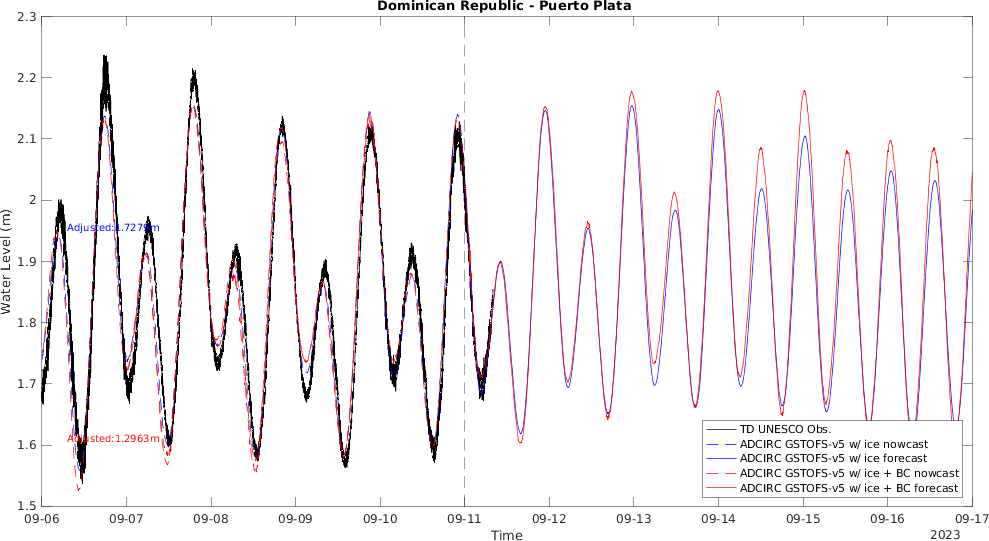 Dominican Republic - Puerto Plata
Water Level (m)
2.3
2.2
2.1
2
1.9
1.8
1.7
1.6
1.5
Adjusted:1.7279m
Adjusted:1.2963m
TD UNESCO Obs.
ADCIRC GSTOFS-v5 w/ ice nowcast
ADCIRC GSTOFS-v5 w/ ice forecast
ADCIRC GSTOFS-v5 w/ ice + BC nowcast
ADCIRC GSTOFS-v5 w/ ice + BC forecast
09-06 09-07 09-08 09-09 09-10 09-11 09-12 09-13 09-14 09-15 09-16 09-17
Time
2023